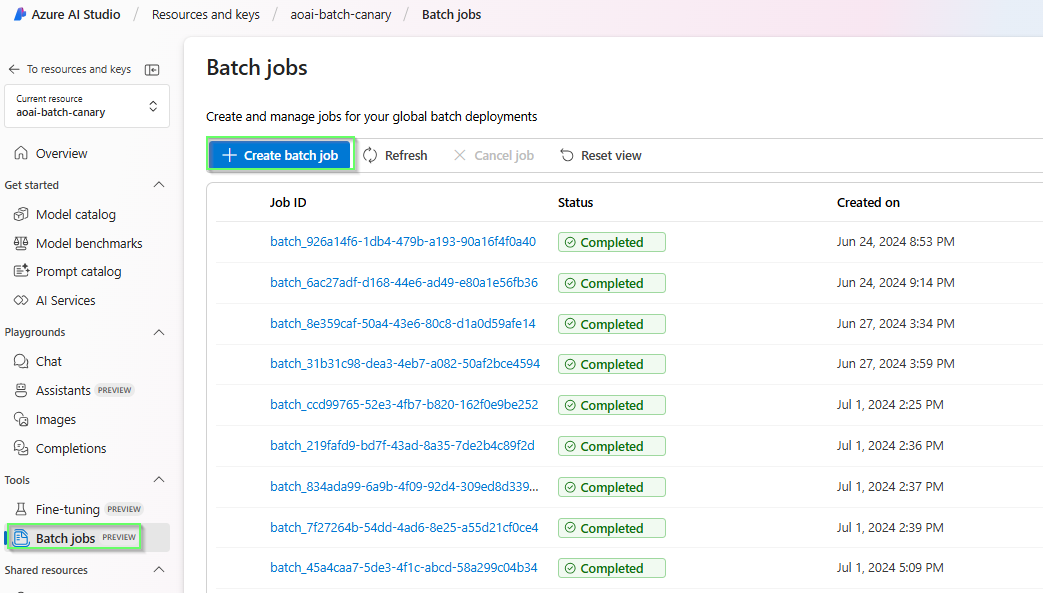 Azure AI Studio / Resources and keys / aoai-batch-canary / Batch jobs
To resources and keys
Current resource
aoai-batch-canary
Overview
Get started
Model catalog
Model benchmarks
Prompt catalog
AI Services
Playgrounds
Chat
Assistants PREVIEW
Images
Completions
Tools
Fine-tuning PREVIEW
Batch jobs PREVIEW
Shared resources
Batch jobs
Create and manage jobs for your global batch deployments
Create batch job Refresh Cancel job Reset view
Job ID Status Created on
batch_926a14f6-1db4-479b-a193-90a16f4f0a40 Completed Jun 24, 2024 8:53 PM
batch_6ac27adf-d168-44e6-ad49-e80a1e56fb36 Completed Jun 24, 2024 9:14 PM
batch_8e359caf-50a4-43e6-80c8-d1a0d59afe14 Completed Jun 27, 2024 3:34 PM
batch_31b31c98-dea3-4eb7-a082-50af2bce4594 Completed Jun 27, 2024 3:59 PM
batch_ccd99765-52e3-4fb7-b820-162f0e9be252 Completed Jul 1, 2024 2:25 PM
batch_219fafd9-bd7f-43ad-8a35-7de2b4c89f2d Completed Jul 1, 2024 2:36 PM
batch_834ada99-6a9b-4f09-92d4-309ed8d339... Completed Jul 1, 2024 2:37 PM
batch_7f27264b-54dd-4ad6-8e25-a55d21cf0ce4 Completed Jul 1, 2024 2:39 PM
batch_45a4caa7-5de3-4f1c-abcd-58a299c04b34 Completed Jul 1, 2024 5:09 PM